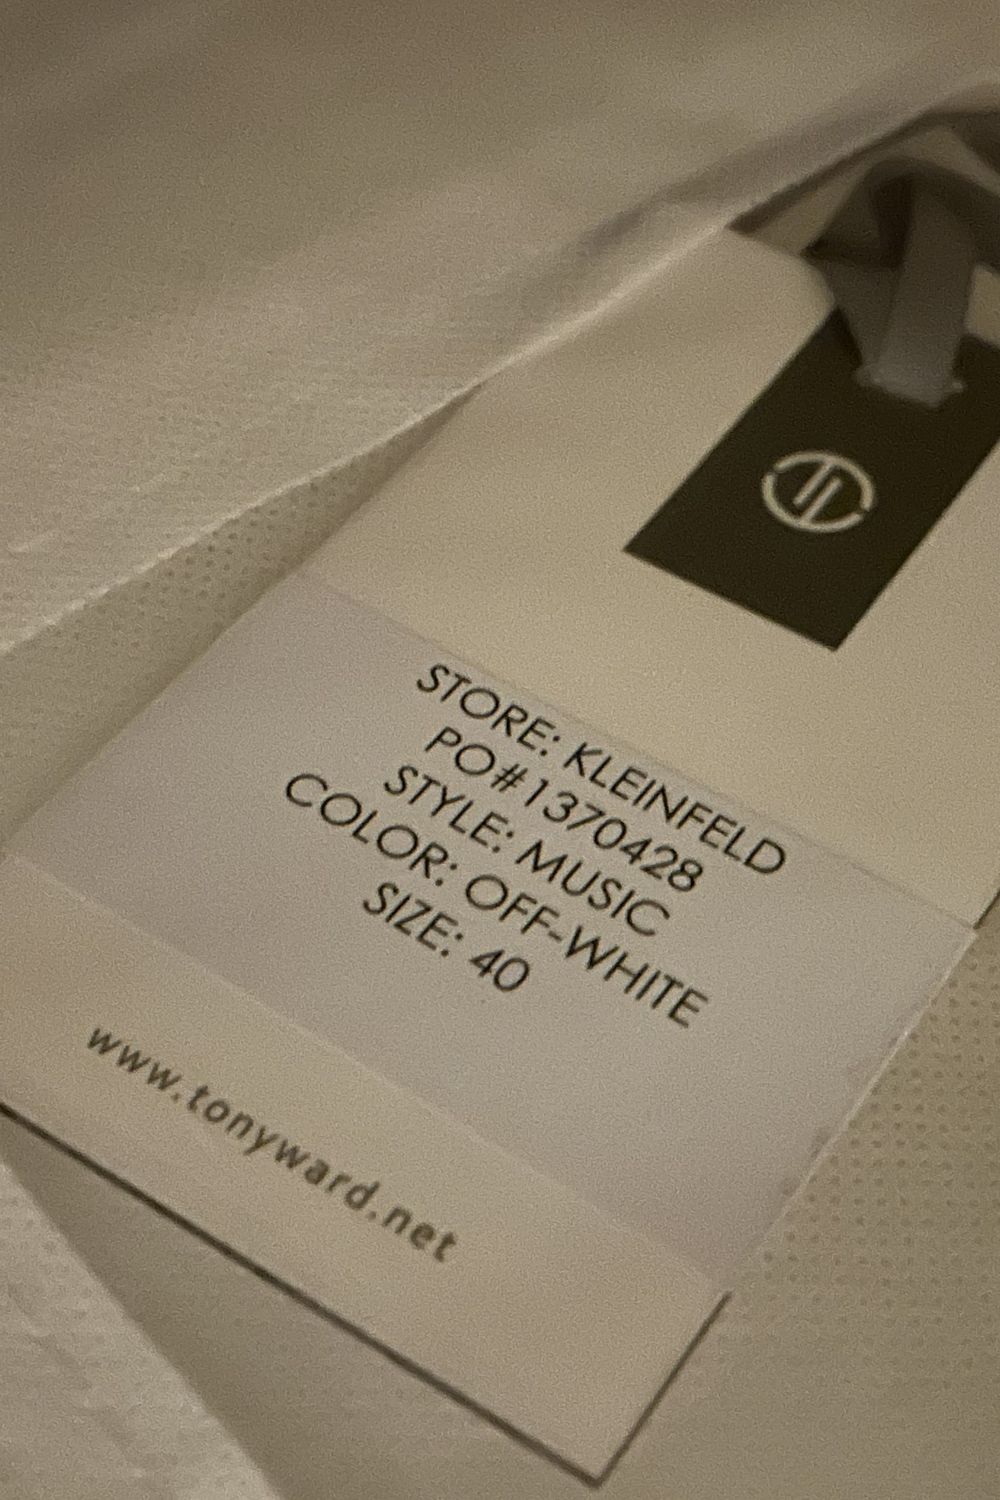 STORE: KLEINFELD
PO#1370428
STYLE: MUSIC
COLOR: OFF-WHITE
SIZE: 40
www.tonyward.net